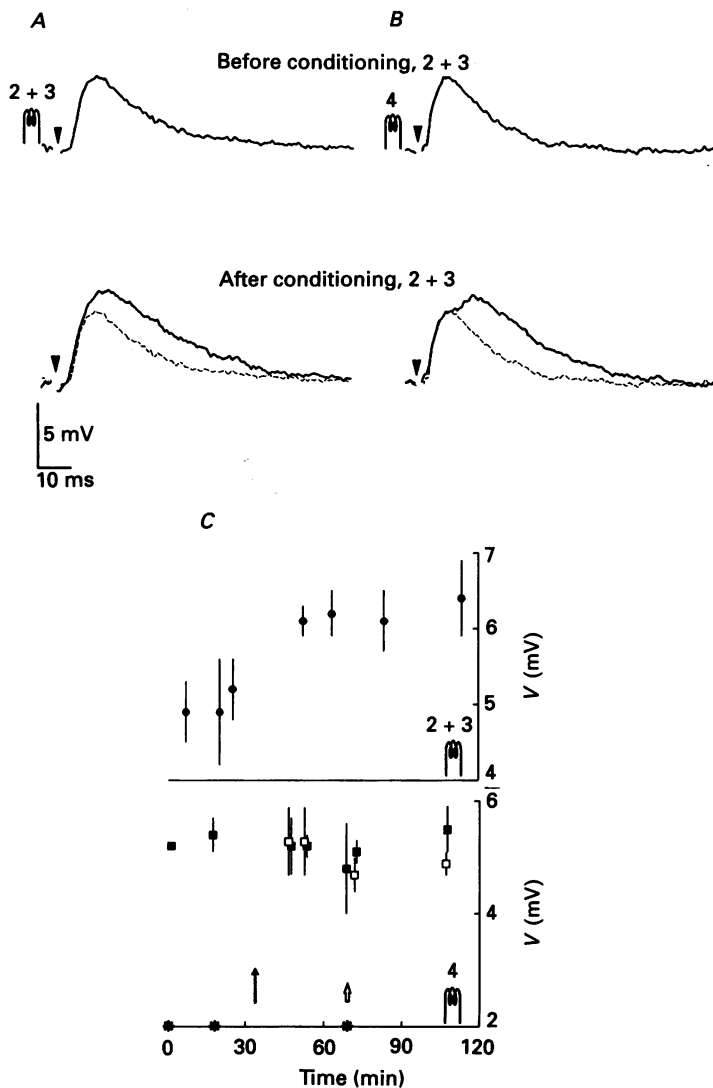 A B
Before conditioning, 2 + 3
2 + 3
4
After conditioning, 2 + 3
5 mV
10 ms
C
7
6
5
4
V (mV)
2 + 3
6
4
2
V (mV)
4
0 30 60 90 120
Time (min)